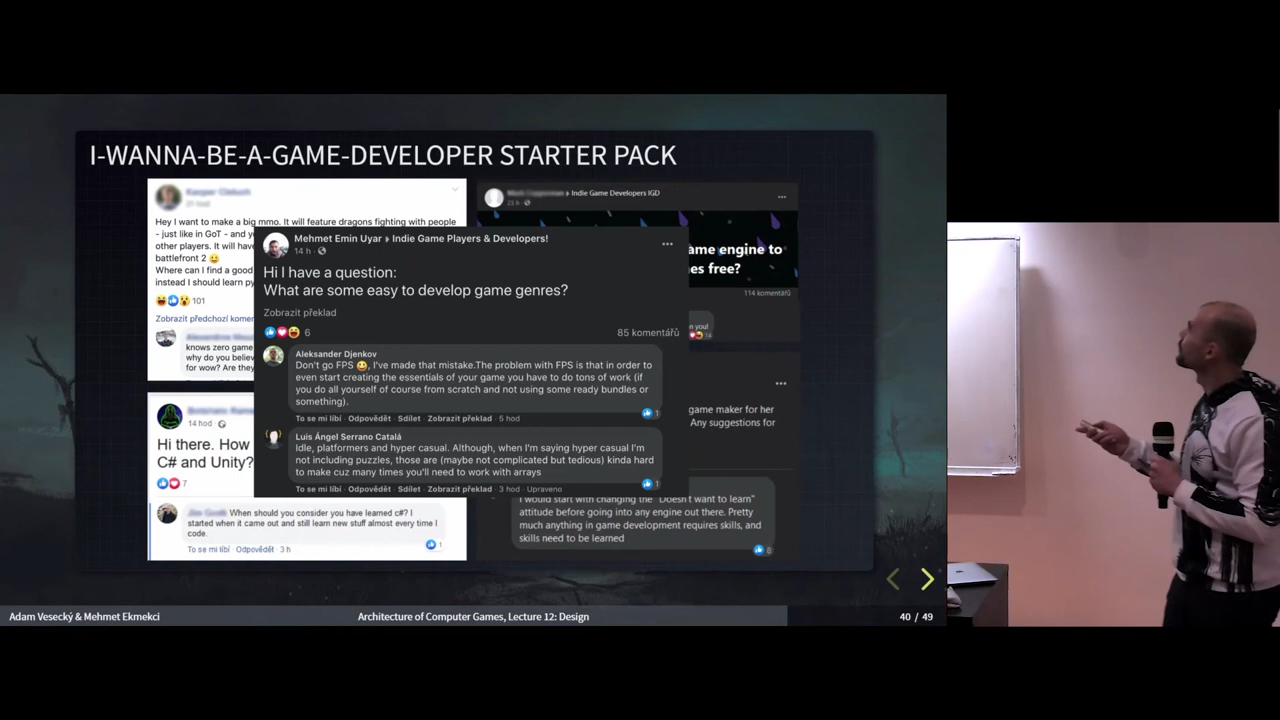 I-WANNA-BE-A-GAME-DEVELOPER STARTER PACK
Hey I want to make a big mmo. It will feature dragons fighting with people
- just like in GoT - and
other players. It will have
battlefront 2
Where can I find a good
instead I should learn
101
Zobrazit předchozí
knows zero game
why do you
for wow? Are they
Indie Game Developers IGD
23 h
ame engine to
es free?
114 komentářů
you!
14
Mehmet Emin Uyar ▸ Indie Game Players & Developers!
14 h
Hi I have a question:
What are some easy to develop game genres?
Zobrazit překlad
6
85 komentářů
Aleksander Djenkov
Don't go FPS 😃, I've made that mistake.The problem with FPS is that in order to
even start creating the essentials of your game you have to do tons of work (if
you do all yourself of course from scratch and not using some ready bundles or
something).
1
To se mi líbí · Odpovědět · Sdílet · Zobrazit překlad · 5 hod
Luis Ángel Serrano Catalá
Idle, platformers and hyper casual. Although, when I'm saying hyper casual I'm
not including puzzles, those are (maybe not complicated but tedious) kinda hard
to make cuz many times you'll need to work with arrays
1
To se mi líbí · Odpovědět · Sdílet · Zobrazit překlad · 3 hod · Upraveno
14 hod
Hi there. How
C# and Unity?
7
When should you consider you have learned c#? I
started when it came out and still learn new stuff almost every time I
code.
1
To se mi líbí · Odpovědět · 3 h
game maker for her
Any suggestions for
I would start with changing the "Doesn't want to learn"
attitude before going into any engine out there. Pretty
much anything in game development requires skills, and
skills need to be learned
8
Adam Vesecký & Mehmet Ekmekci
Architecture of Computer Games, Lecture 12: Design
40 / 49